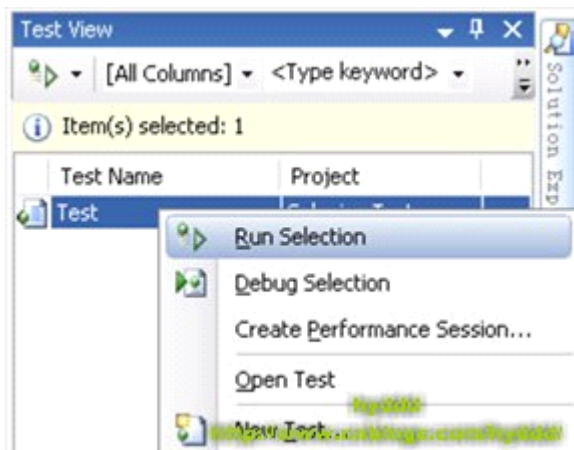 Test View
[All Columns] <Type keyword>
Item(s) selected: 1
Test Name Project
Test
Run Selection
Debug Selection
Create Performance Session...
Open Test
New Test...
Solution Exp